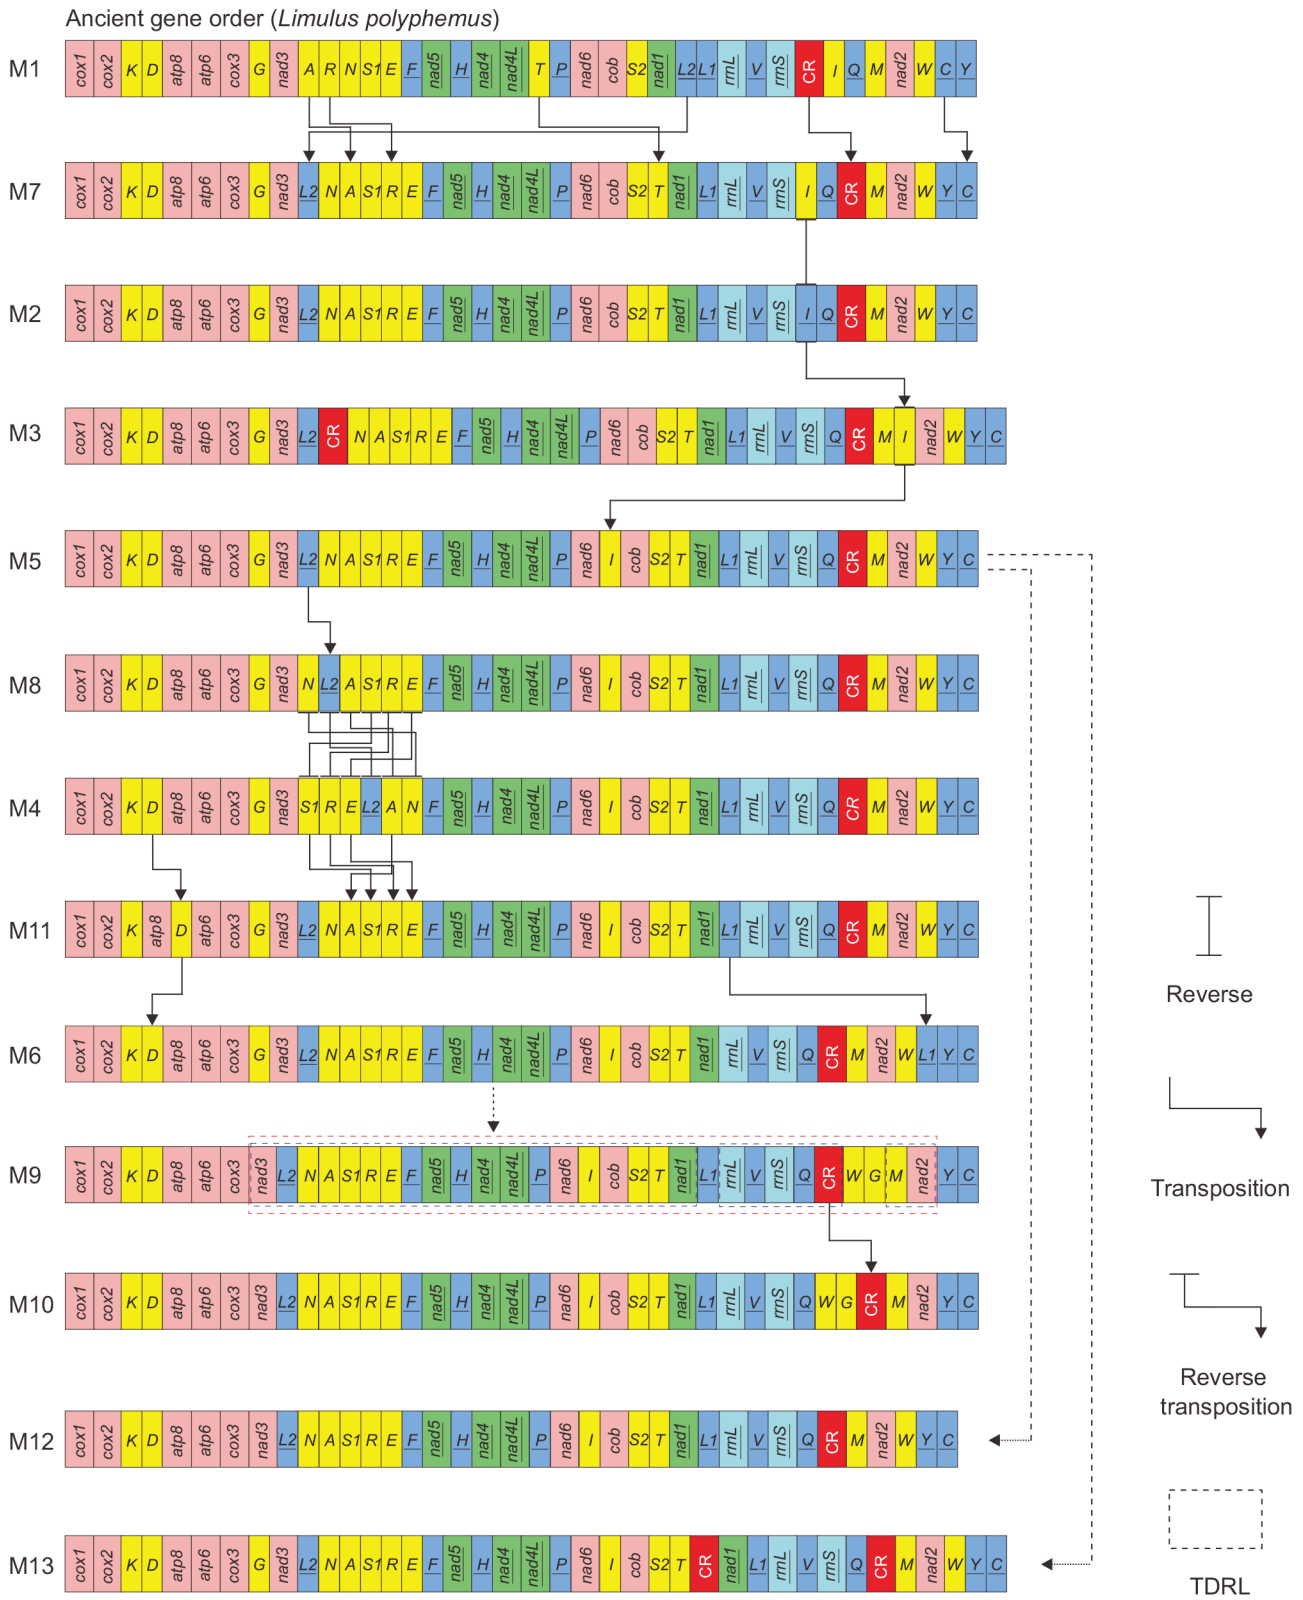 Ancient gene order (Limulus polyphemus)
M1 cox1 cox2 K D atp8 atp6 cox3 G nad3 A R N S1 E F nad5 H nad4 nad4L T P nad6 cob S2 nad1 L2 L1 rrnL V rrnS CR I Q M nad2 W C Y
M7 cox1 cox2 K D atp8 atp6 cox3 G nad3 L2 N A S1 R E F nad5 H nad4 nad4L P nad6 cob S2 T nad1 L1 rrnL V rrnS I Q CR M nad2 W Y C
M2 cox1 cox2 K D atp8 atp6 cox3 G nad3 L2 N A S1 R E F nad5 H nad4 nad4L P nad6 cob S2 T nad1 L1 rrnL V rrnS I Q CR M nad2 W Y C
M3 cox1 cox2 K D atp8 atp6 cox3 G nad3 L2 CR N A S1 R E F nad5 H nad4 nad4L P nad6 cob S2 T nad1 L1 rrnL V rrnS Q CR M I nad2 W Y C
M5 cox1 cox2 K D atp8 atp6 cox3 G nad3 L2 N A S1 R E F nad5 H nad4 nad4L P nad6 I cob S2 T nad1 L1 rrnL V rrnS Q CR M nad2 W Y C
M8 cox1 cox2 K D atp8 atp6 cox3 G nad3 N L2 A S1 R E F nad5 H nad4 nad4L P nad6 I cob S2 T nad1 L1 rrnL V rrnS Q CR M nad2 W Y C
M4 cox1 cox2 K D atp8 atp6 cox3 G nad3 S1 R E L2 A N F nad5 H nad4 nad4L P nad6 I cob S2 T nad1 L1 rrnL V rrnS Q CR M nad2 W Y C
M11 cox1 cox2 K atp8 D atp6 cox3 G nad3 L2 N A S1 R E F nad5 H nad4 nad4L P nad6 I cob S2 T nad1 L1 rrnL V rrnS Q CR M nad2 W Y C
Reverse
M6 cox1 cox2 K D atp8 atp6 cox3 G nad3 L2 N A S1 R E F nad5 H nad4 nad4L P nad6 I cob S2 T nad1 rrnL V rrnS Q CR M nad2 W L1 Y C
M9 cox1 cox2 K D atp8 atp6 cox3 nad3 L2 N A S1 R E F nad5 H nad4 nad4L P nad6 I cob S2 T nad1 L1 rrnL V rrnS Q CR W G M nad2 Y C
Transposition
M10 cox1 cox2 K D atp8 atp6 cox3 nad3 L2 N A S1 R E F nad5 H nad4 nad4L P nad6 I cob S2 T nad1 L1 rrnL V rrnS Q W G CR M nad2 Y C
Reverse
transposition
M12 cox1 cox2 K D atp8 atp6 cox3 nad3 L2 N A S1 R E F nad5 H nad4 nad4L P nad6 I cob S2 T nad1 L1 rrnL V rrnS Q CR M nad2 W Y C
M13 cox1 cox2 K D atp8 atp6 cox3 G nad3 L2 N A S1 R E F nad5 H nad4 nad4L P nad6 I cob S2 T CR nad1 L1 rrnL V rrnS Q CR M nad2 W Y C
TDRL